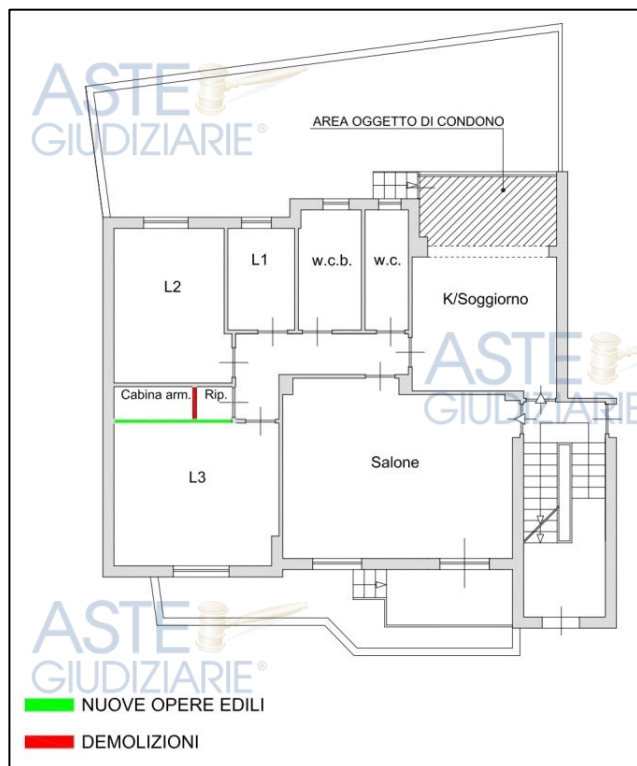 ASTE
GIUDIZIARIE®
AREA OGGETTO DI CONDONO
L2
L1
w.c.b.
w.c.
K/Soggiorno
ASTE
GIUDIZIARIE
Cabina arm.
Rip.
L3
Salone
ASTE
GIUDIZIARIE®
NUOVE OPERE EDILI
DEMOLIZIONI